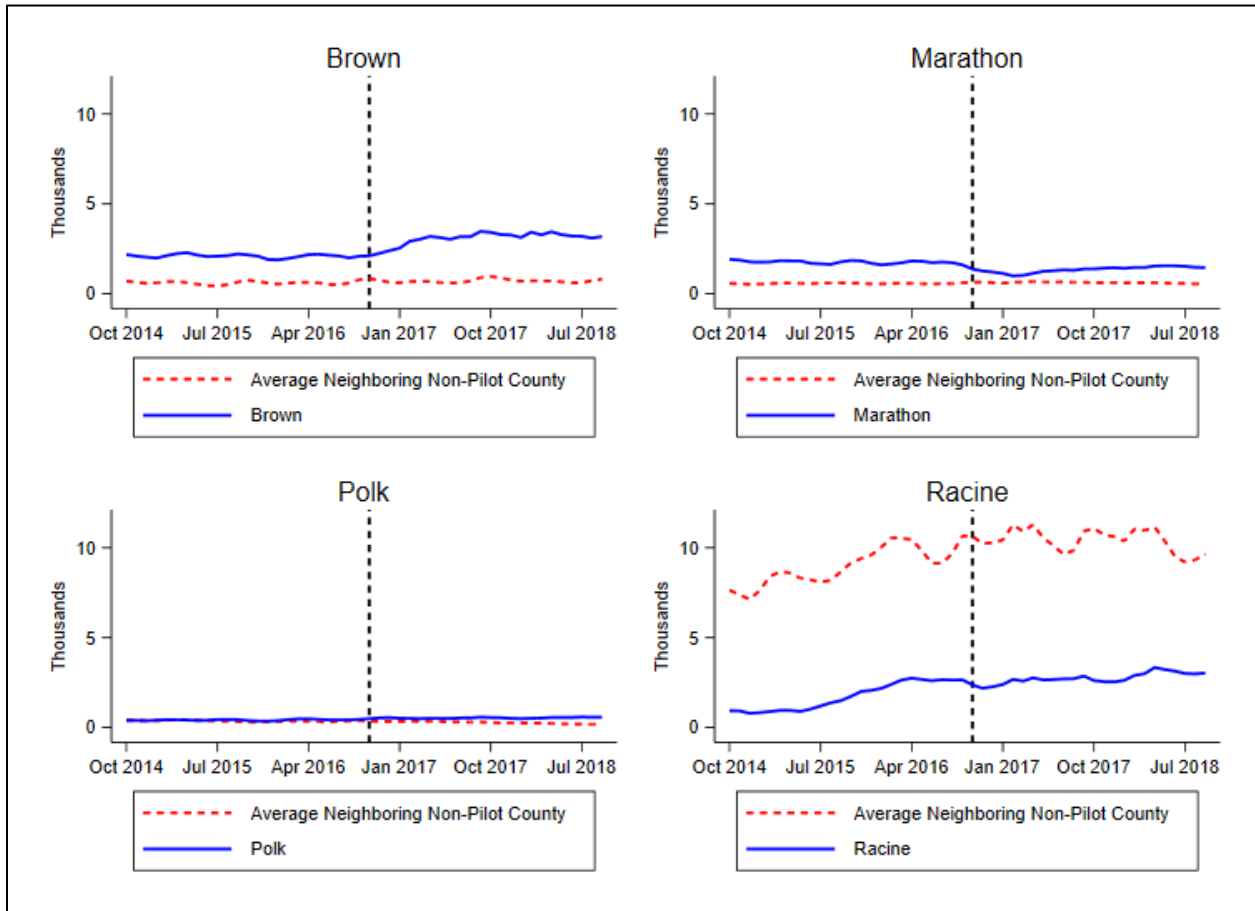 Brown
Thousands
10
5
0
Oct 2014 Jul 2015 Apr 2016 Jan 2017 Oct 2017 Jul 2018
Average Neighboring Non-Pilot County
Brown
Marathon
Thousands
10
5
0
Oct 2014 Jul 2015 Apr 2016 Jan 2017 Oct 2017 Jul 2018
Average Neighboring Non-Pilot County
Marathon
Polk
Thousands
10
5
0
Oct 2014 Jul 2015 Apr 2016 Jan 2017 Oct 2017 Jul 2018
Average Neighboring Non-Pilot County
Polk
Racine
Thousands
10
5
0
Oct 2014 Jul 2015 Apr 2016 Jan 2017 Oct 2017 Jul 2018
Average Neighboring Non-Pilot County
Racine